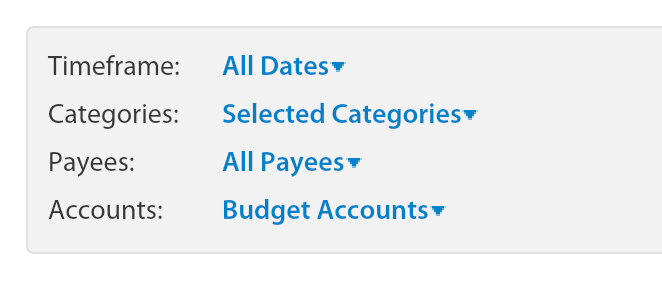 Timeframe: All Dates
Categories: Selected Categories
Payees: All Payees
Accounts: Budget Accounts